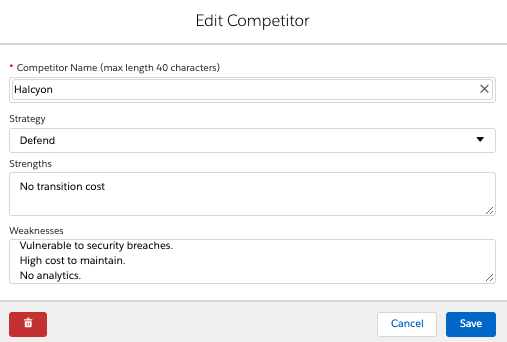 Edit Competitor
* Competitor Name (max length 40 characters)
Halcyon
Strategy
Defend
Strengths
No transition cost
Weaknesses
Vulnerable to security breaches.
High cost to maintain.
No analytics.
Cancel Save